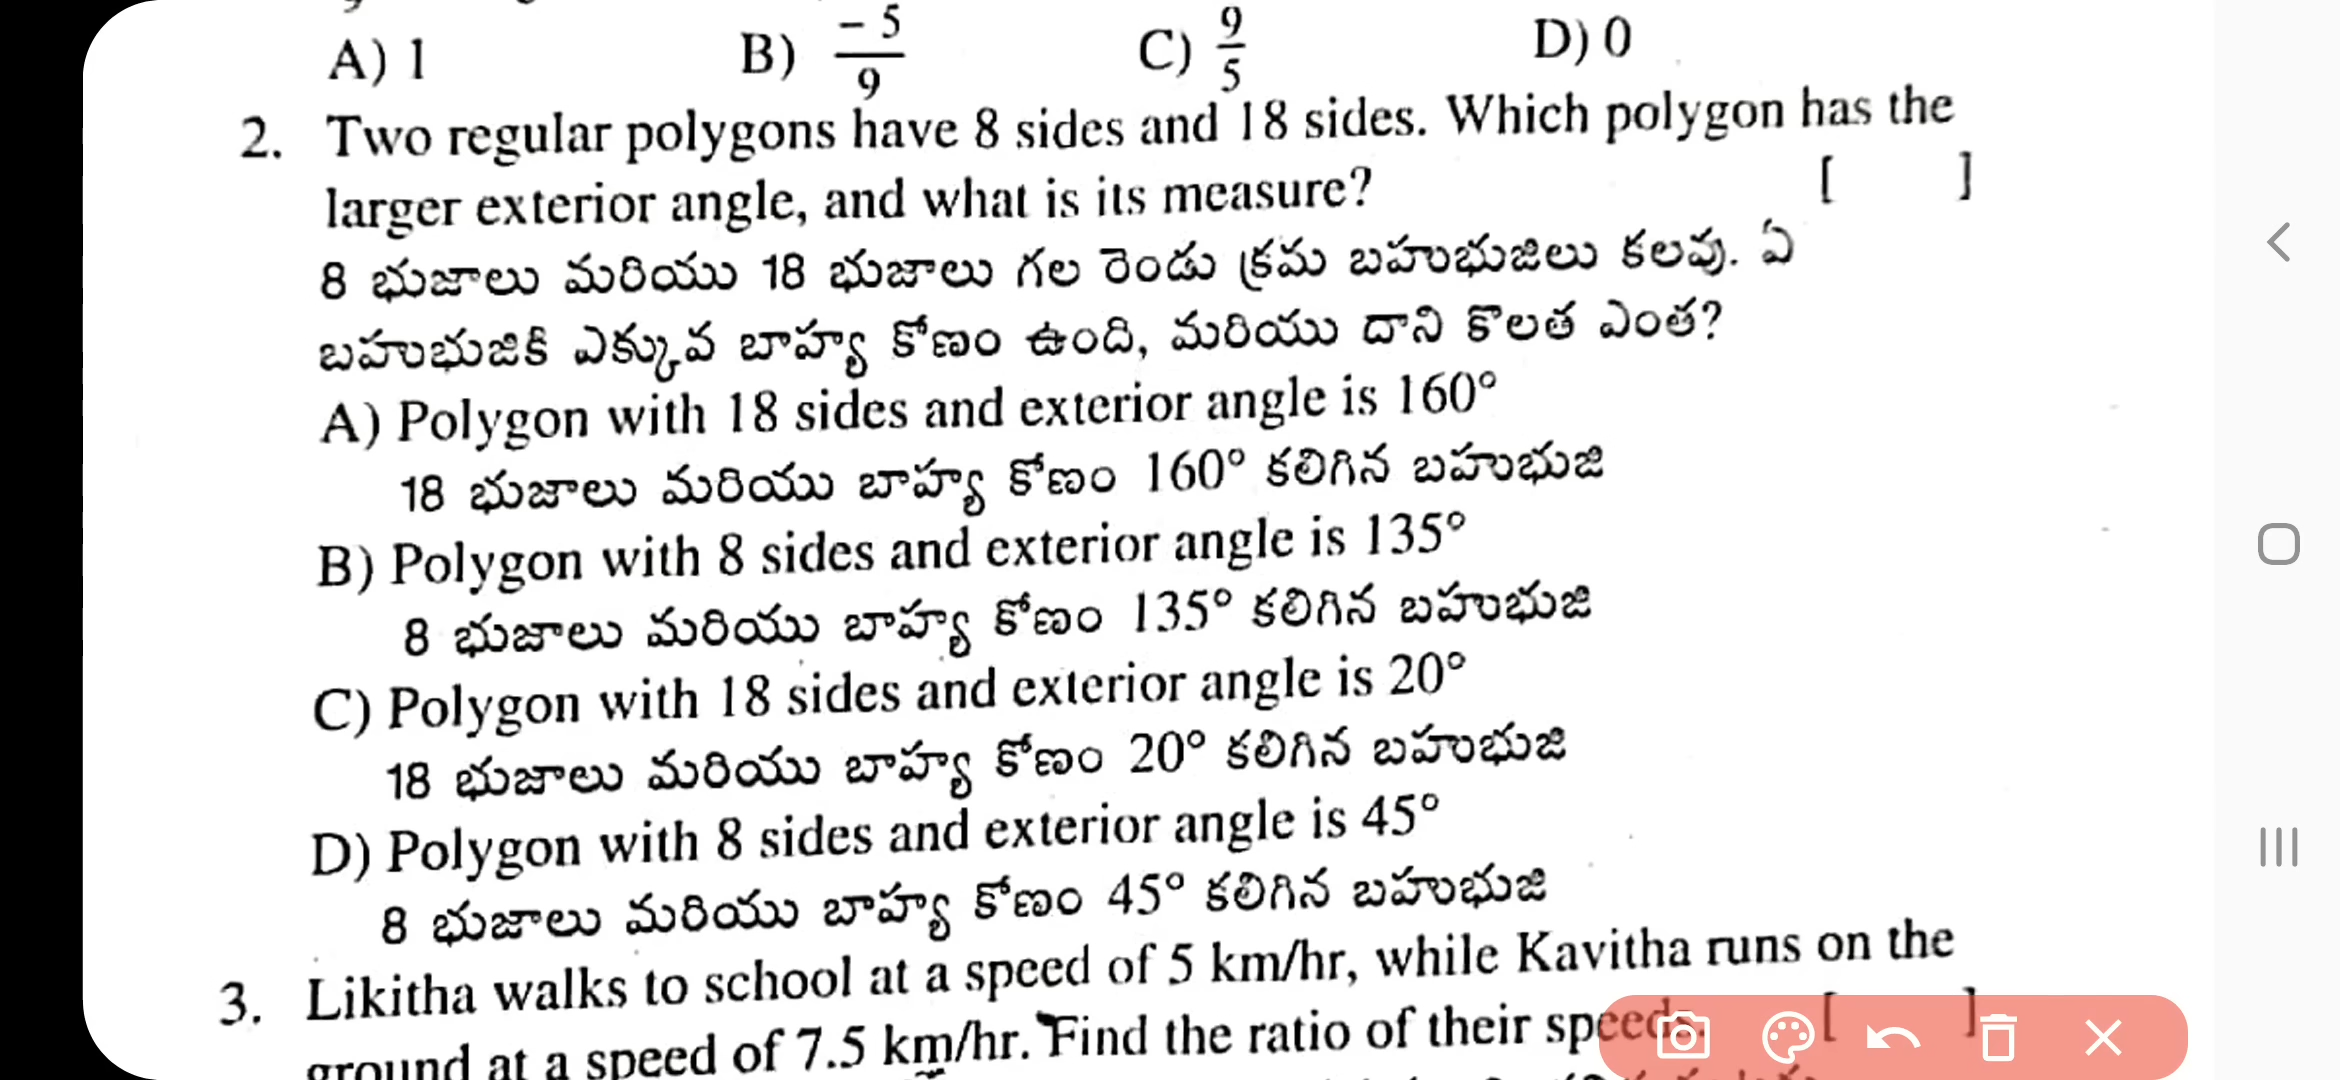 A) 1 B) -5/9 C) 9/5 D) 0
2. Two regular polygons have 8 sides and 18 sides. Which polygon has the
larger exterior angle, and what is its measure? [ ]
8 భుజాలు మరియు 18 భుజాలు గల రెండు క్రమ బహుభుజిలు కలవు. ఏ
బహుభుజికి ఎక్కువ బాహ్య కోణం ఉంది, మరియు దాని కొలత ఎంత?
A) Polygon with 18 sides and exterior angle is 160°
18 భుజాలు మరియు బాహ్య కోణం 160° కలిగిన బహుభుజి
B) Polygon with 8 sides and exterior angle is 135°
8 భుజాలు మరియు బాహ్య కోణం 135° కలిగిన బహుభుజి
C) Polygon with 18 sides and exterior angle is 20°
18 భుజాలు మరియు బాహ్య కోణం 20° కలిగిన బహుభుజి
D) Polygon with 8 sides and exterior angle is 45°
8 భుజాలు మరియు బాహ్య కోణం 45° కలిగిన బహుభుజి
3. Likitha walks to school at a speed of 5 km/hr, while Kavitha runs on the
ground at a speed of 7.5 km/hr. Find the ratio of their speeds. [ ]